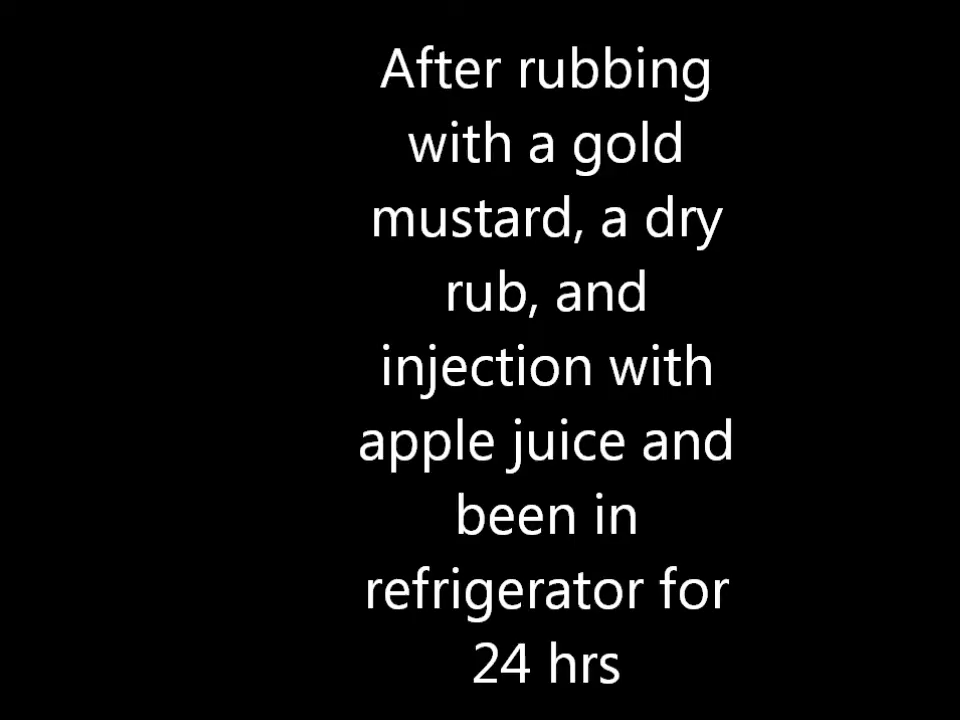 After rubbing
with a gold
mustard, a dry
rub, and
injection with
apple juice and
been in
refrigerator for
24 hrs